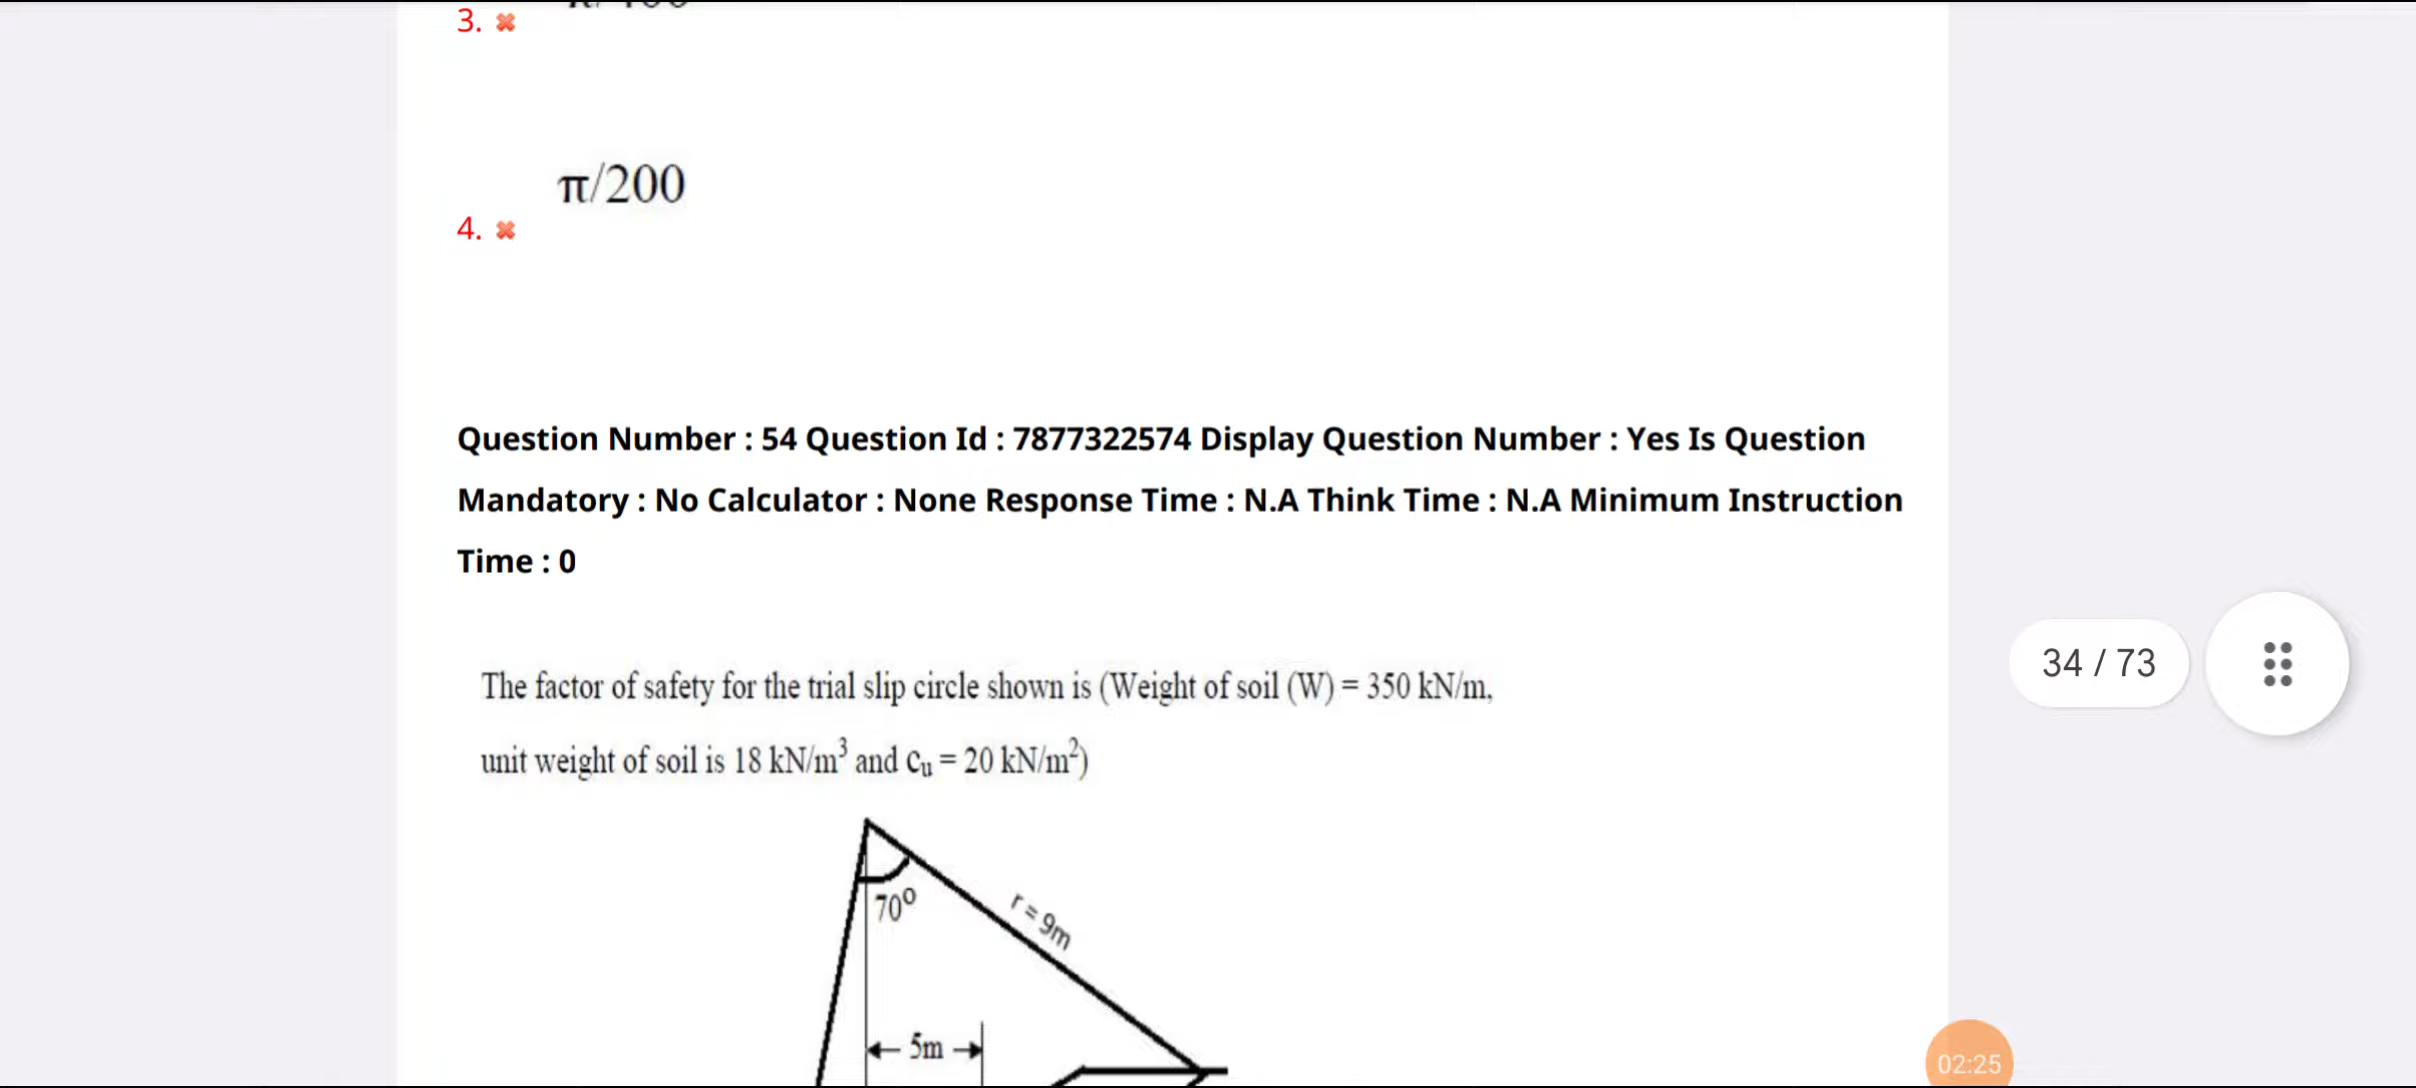 3.
π/200
4.
Question Number : 54 Question Id : 7877322574 Display Question Number : Yes Is Question
Mandatory : No Calculator : None Response Time : N.A Think Time : N.A Minimum Instruction
Time : 0
34 / 73
The factor of safety for the trial slip circle shown is (Weight of soil (W) = 350 kN/m,
unit weight of soil is 18 kN/m³ and cᵤ = 20 kN/m²)
70⁰
r = 9m
5m
02:25